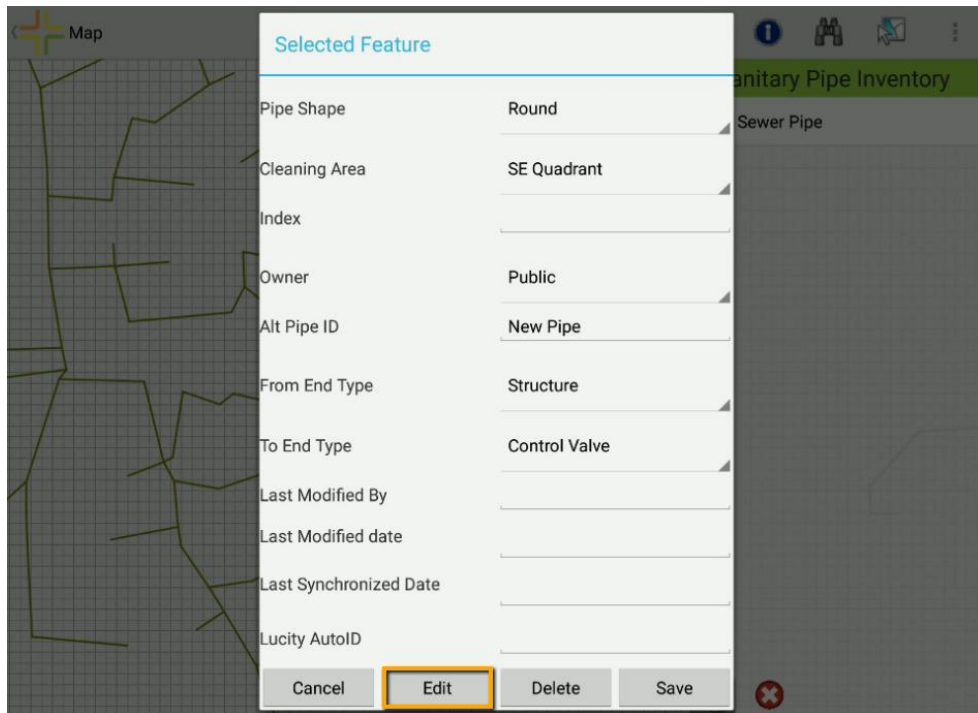 Map
Selected Feature
anitary Pipe Inventory
Sewer Pipe
Pipe Shape Round
Cleaning Area SE Quadrant
Index
Owner Public
Alt Pipe ID New Pipe
From End Type Structure
To End Type Control Valve
Last Modified By
Last Modified date
Last Synchronized Date
Lucity AutoID
Cancel Edit Delete Save